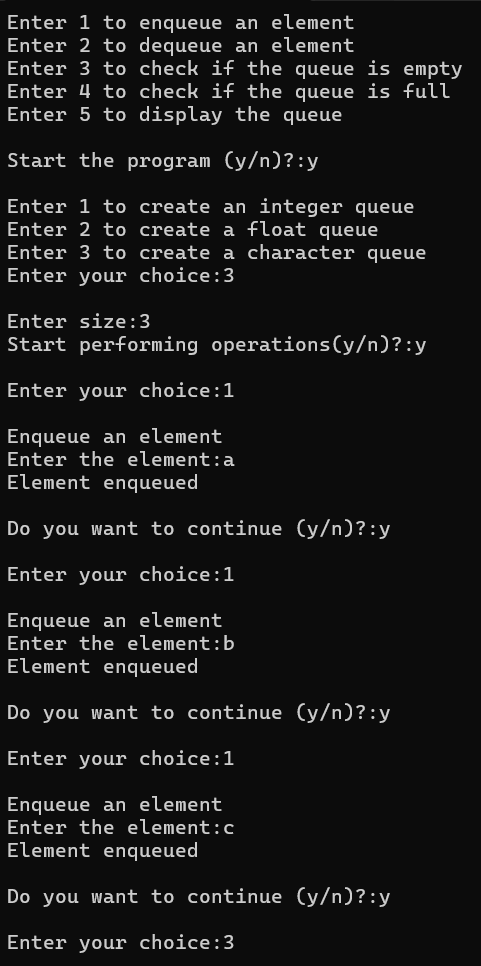 Enter 1 to enqueue an element
Enter 2 to dequeue an element
Enter 3 to check if the queue is empty
Enter 4 to check if the queue is full
Enter 5 to display the queue
Start the program (y/n)?:y
Enter 1 to create an integer queue
Enter 2 to create a float queue
Enter 3 to create a character queue
Enter your choice:3
Enter size:3
Start performing operations(y/n)?:y
Enter your choice:1
Enqueue an element
Enter the element:a
Element enqueued
Do you want to continue (y/n)?:y
Enter your choice:1
Enqueue an element
Enter the element:b
Element enqueued
Do you want to continue (y/n)?:y
Enter your choice:1
Enqueue an element
Enter the element:c
Element enqueued
Do you want to continue (y/n)?:y
Enter your choice:3